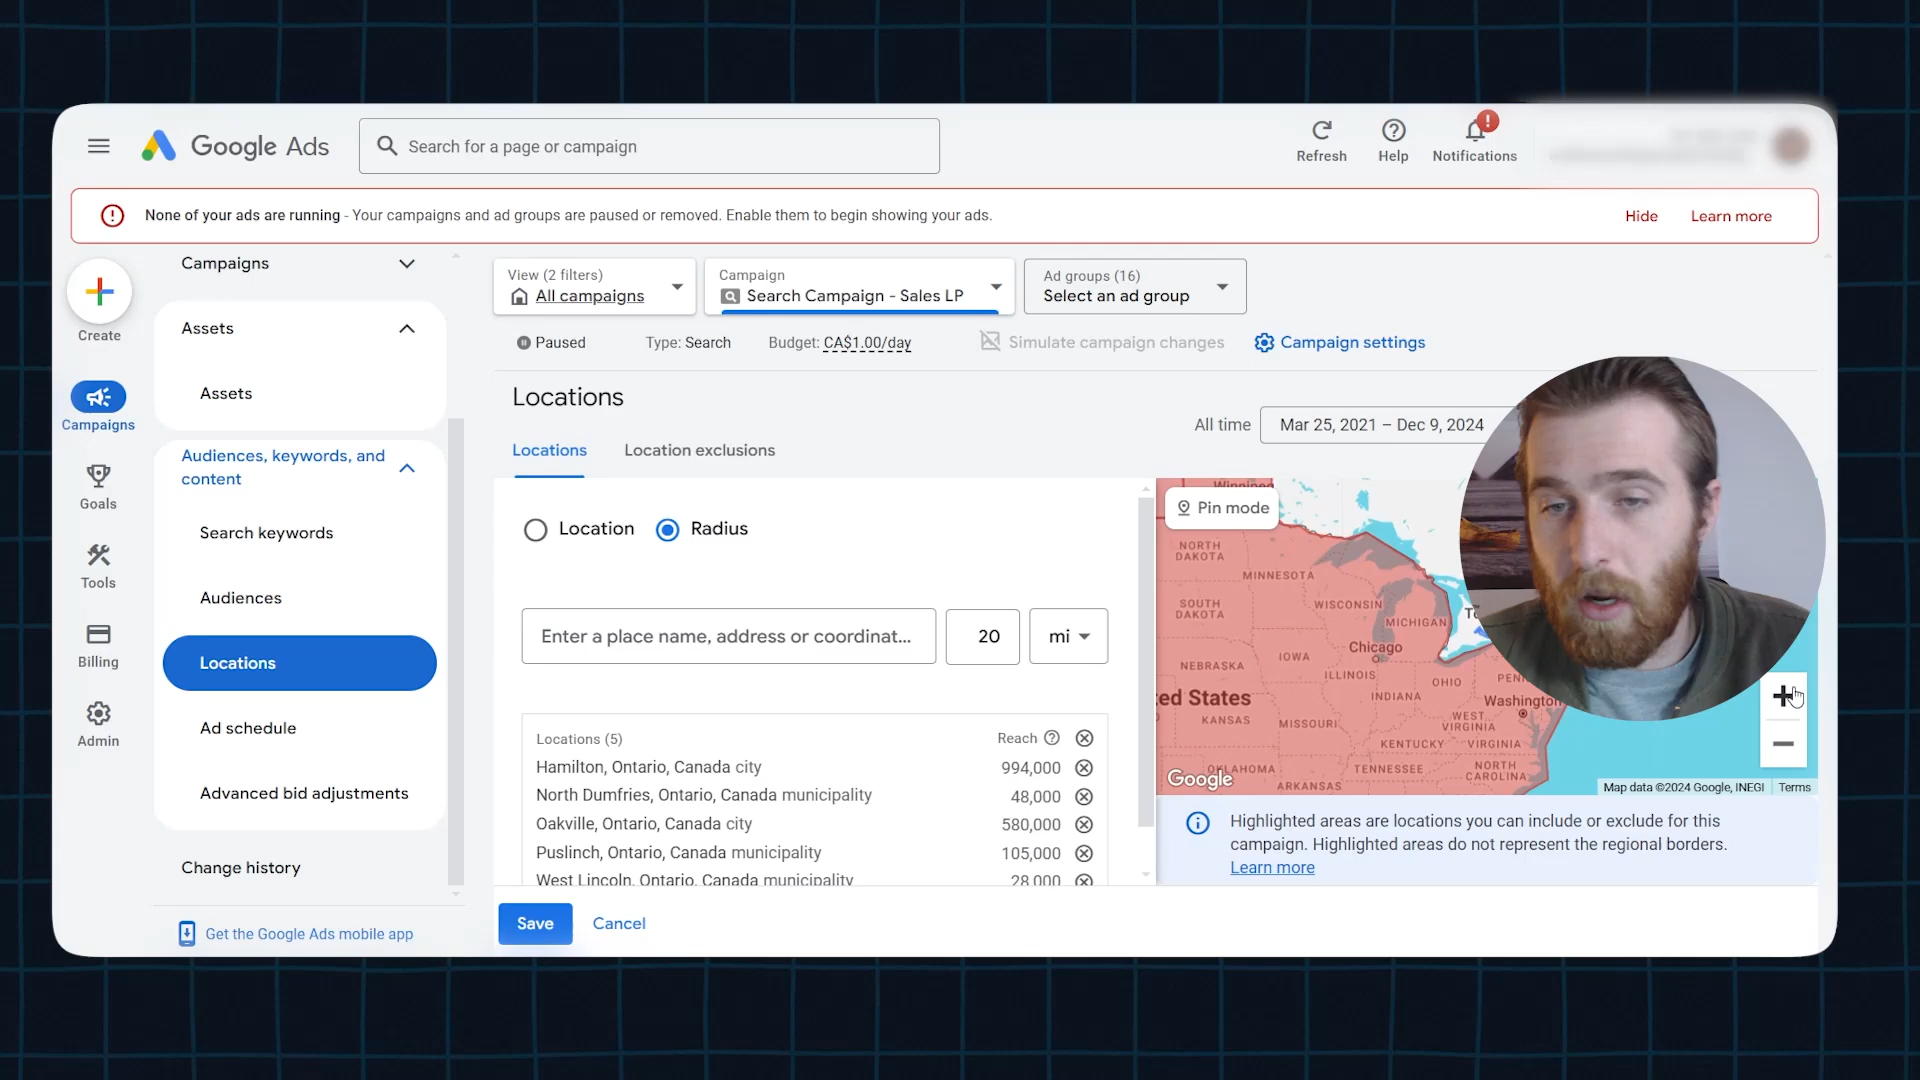 Google Ads
Search for a page or campaign
Refresh
Help
Notifications
None of your ads are running - Your campaigns and ad groups are paused or removed. Enable them to begin showing your ads.
Hide
Learn more
Create
Campaigns
Goals
Tools
Billing
Admin
Campaigns
Assets
Assets
Audiences, keywords, and
content
Search keywords
Audiences
Locations
Ad schedule
Advanced bid adjustments
Change history
Get the Google Ads mobile app
View (2 filters)
All campaigns
Campaign
Search Campaign - Sales LP
Ad groups (16)
Select an ad group
Paused
Type: Search
Budget: CA$1.00/day
Simulate campaign changes
Campaign settings
Locations
All time
Mar 25, 2021 – Dec 9, 2024
Locations
Location exclusions
Location
Radius
Enter a place name, address or coordinat...
20
mi
Locations (5)
Reach
Hamilton, Ontario, Canada city
994,000
North Dumfries, Ontario, Canada municipality
48,000
Oakville, Ontario, Canada city
580,000
Puslinch, Ontario, Canada municipality
105,000
West Lincoln, Ontario, Canada municipality
28,000
Save
Cancel
Winnipeg
Pin mode
NORTH
DAKOTA
MINNESOTA
SOUTH
DAKOTA
WISCONSIN
MICHIGAN
Chicago
IOWA
NEBRASKA
ILLINOIS
OHIO
INDIANA
ted States
Washington
KANSAS
MISSOURI
WEST
VIRGINIA
KENTUCKY
VIRGINIA
OKLAHOMA
TENNESSEE
NORTH
CAROLINA
ARKANSAS
Google
Map data ©2024 Google, INEGI
Terms
Highlighted areas are locations you can include or exclude for this
campaign. Highlighted areas do not represent the regional borders.
Learn more